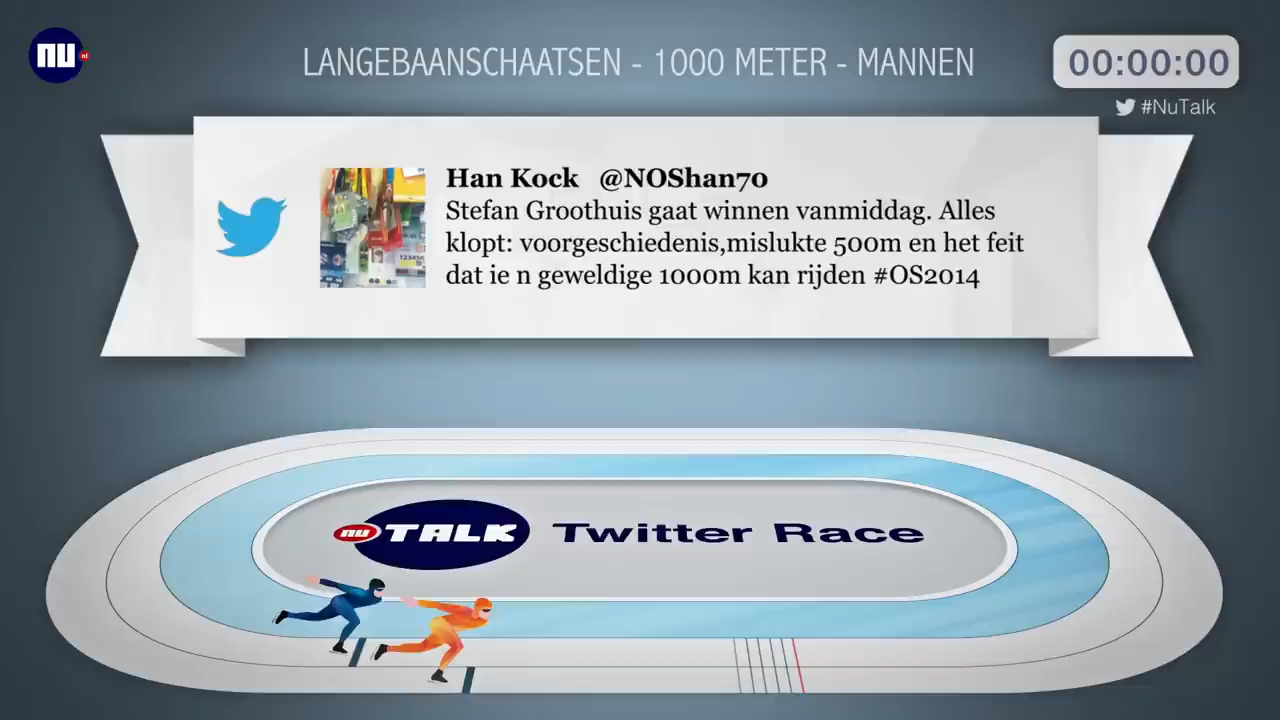 nu.nl
LANGEBAANSCHAATSEN - 1000 METER - MANNEN
00:00:00
#NuTalk
Han Kock @NOShan70
Stefan Groothuis gaat winnen vanmiddag. Alles
klopt: voorgeschiedenis,mislukte 500m en het feit
dat ie n geweldige 1000m kan rijden #OS2014
nu TALK Twitter Race